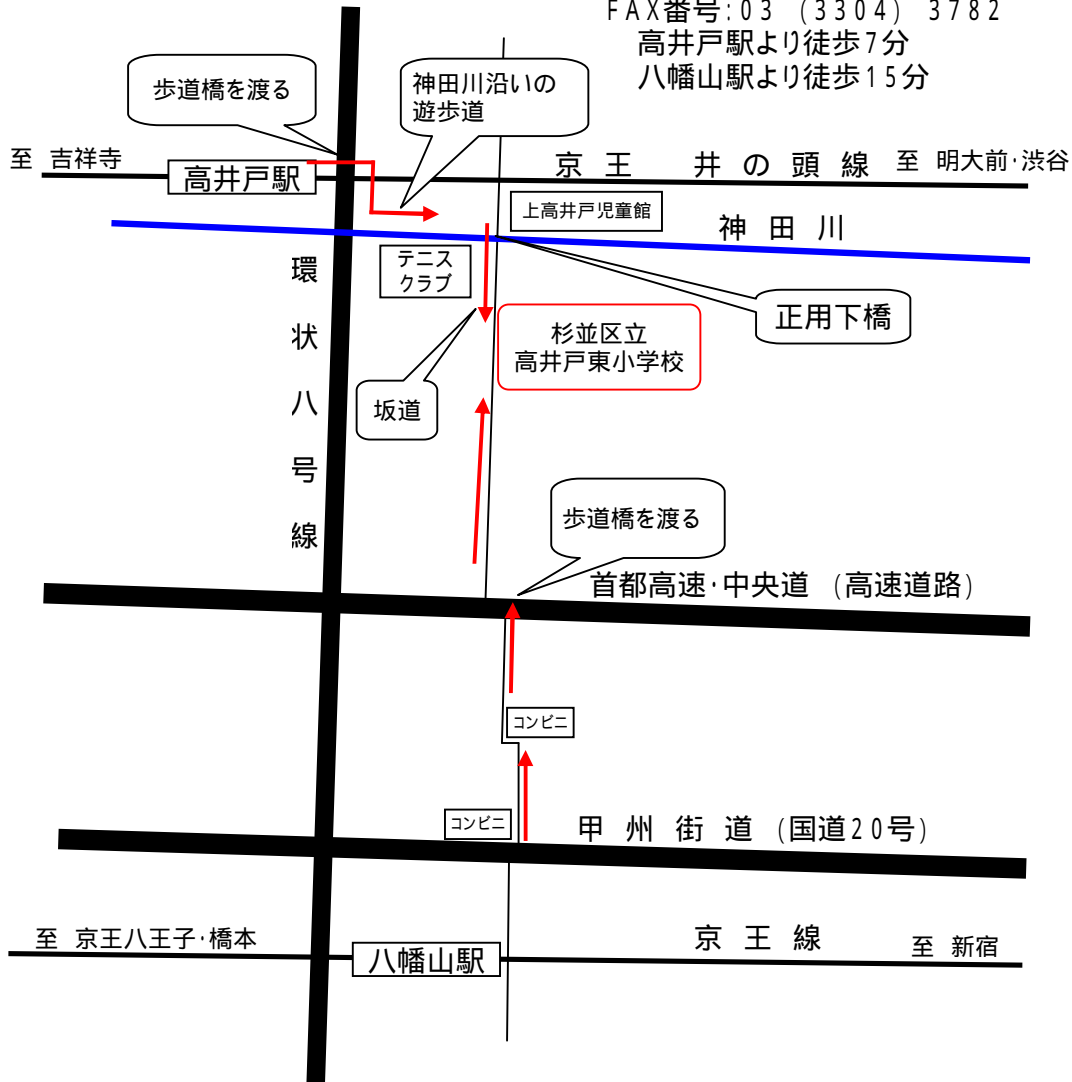 FAX番号:03 (3304) 3782
高井戸駅より徒歩7分
八幡山駅より徒歩15分
歩道橋を渡る
神田川沿いの
遊歩道
至 吉祥寺
高井戸駅
京王 井の頭線
至 明大前・渋谷
上高井戸児童館
神田川
テニス
クラブ
正用下橋
環状八号線
杉並区立
高井戸東小学校
坂道
歩道橋を渡る
首都高速・中央道 (高速道路)
コンビニ
コンビニ
甲州街道 (国道20号)
至 京王八王子・橋本
八幡山駅
京王線
至 新宿